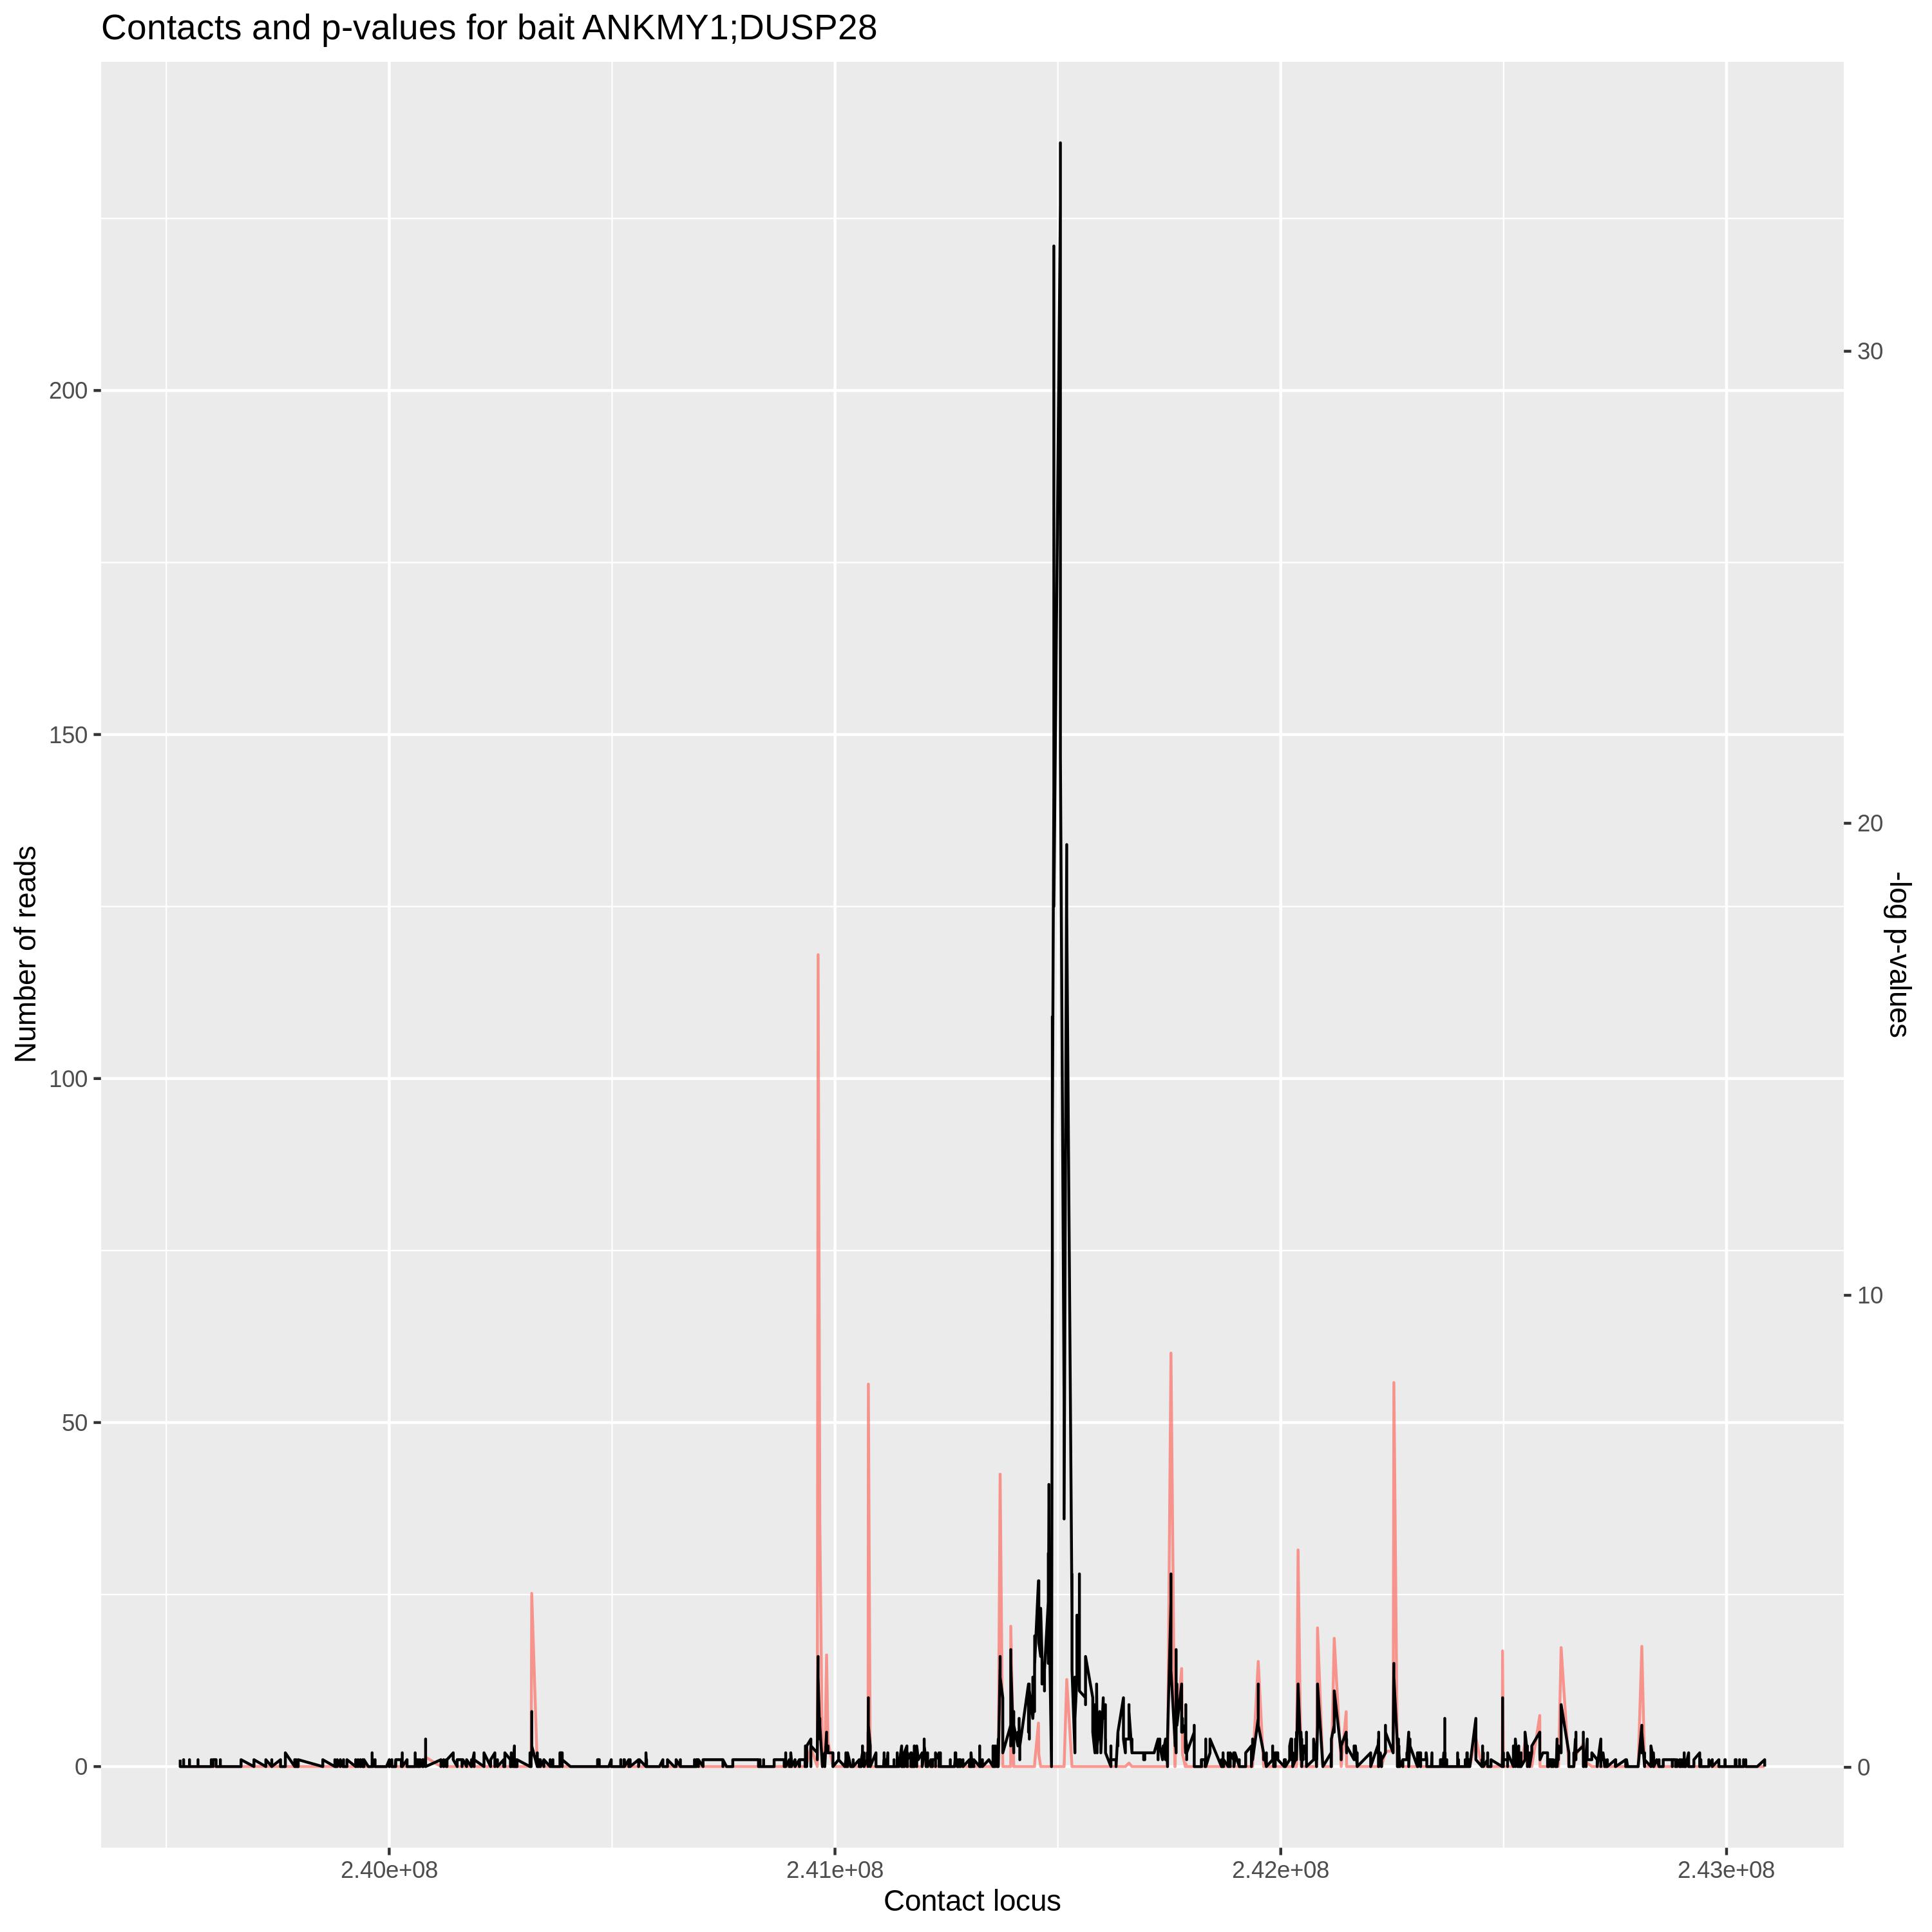 Contacts and p-values for bait ANKMY1;DUSP28
Number of reads
200
150
100
50
0
30
20
10
0
-log p-values
2.40e+08
2.41e+08
2.42e+08
2.43e+08
Contact locus